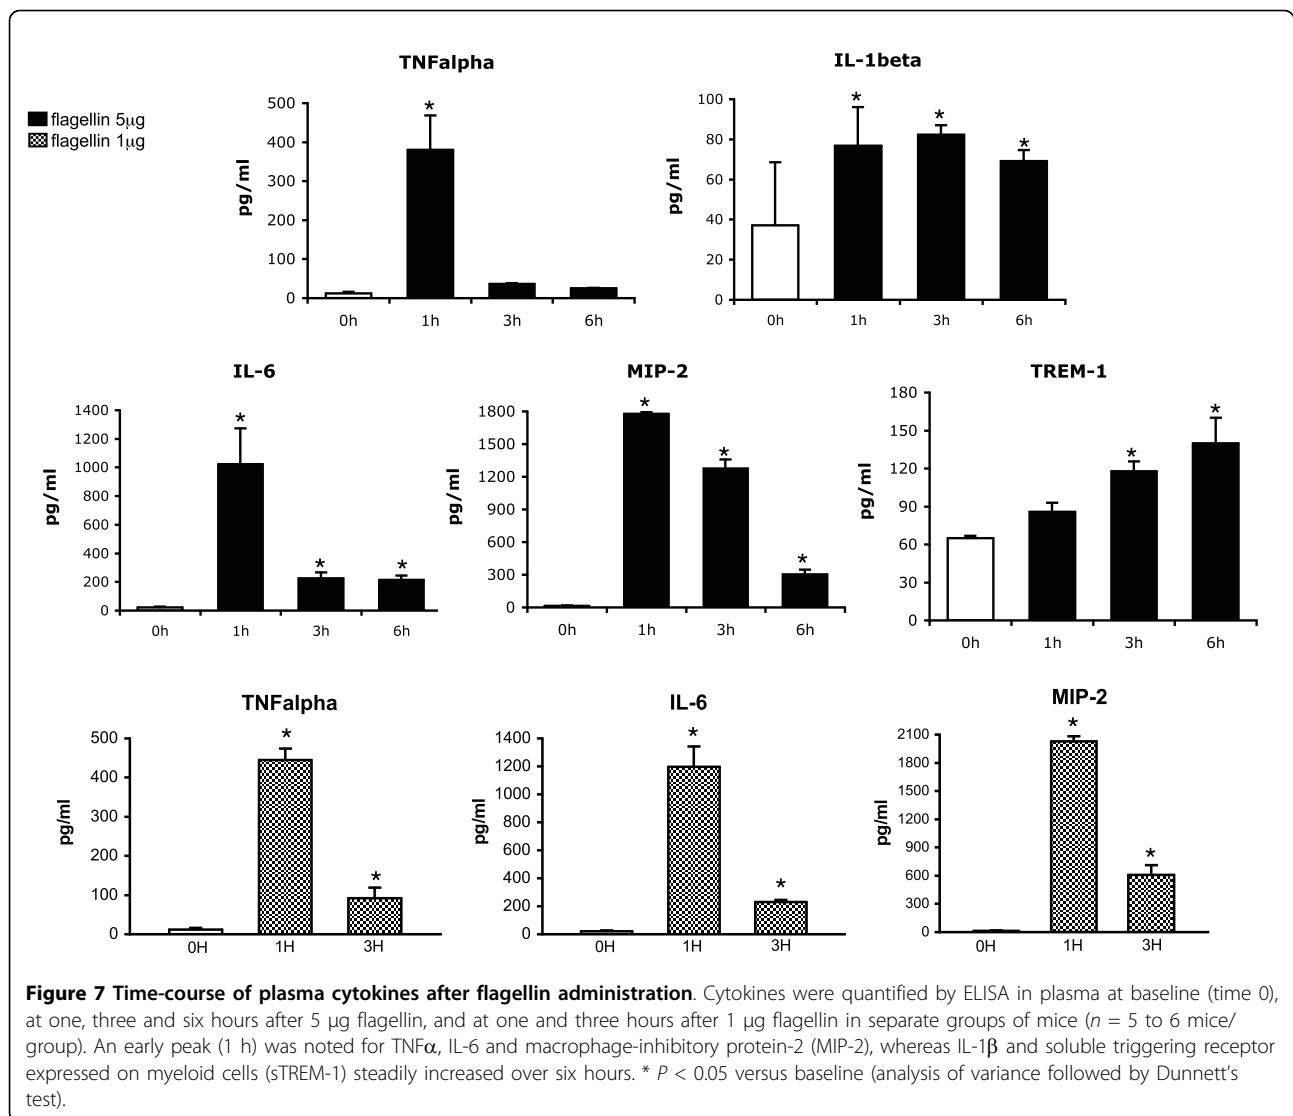 TNFalpha
IL-1beta
flagellin 5µg
flagellin 1µg
pg/ml
500
400
300
200
100
0
*
0h 1h 3h 6h
pg/ml
100
80
60
40
20
0
* * *
0h 1h 3h 6h
IL-6
MIP-2
TREM-1
pg/ml
1400
1200
1000
800
600
400
200
0
* * *
0h 1h 3h 6h
pg/ml
1800
1500
1200
900
600
300
0
* * *
0h 1h 3h 6h
pg/ml
180
150
120
90
60
30
0
* *
0h 1h 3h 6h
TNFalpha
IL-6
MIP-2
pg/ml
500
400
300
200
100
0
* *
0H 1H 3H
pg/ml
1400
1200
1000
800
600
400
200
0
* *
0H 1H 3H
pg/ml
2100
1800
1500
1200
900
600
300
0
* *
0H 1H 3H
Figure 7 Time-course of plasma cytokines after flagellin administration. Cytokines were quantified by ELISA in plasma at baseline (time 0),
at one, three and six hours after 5 µg flagellin, and at one and three hours after 1 µg flagellin in separate groups of mice (n = 5 to 6 mice/
group). An early peak (1 h) was noted for TNFα, IL-6 and macrophage-inhibitory protein-2 (MIP-2), whereas IL-1β and soluble triggering receptor
expressed on myeloid cells (sTREM-1) steadily increased over six hours. * P < 0.05 versus baseline (analysis of variance followed by Dunnett's
test).